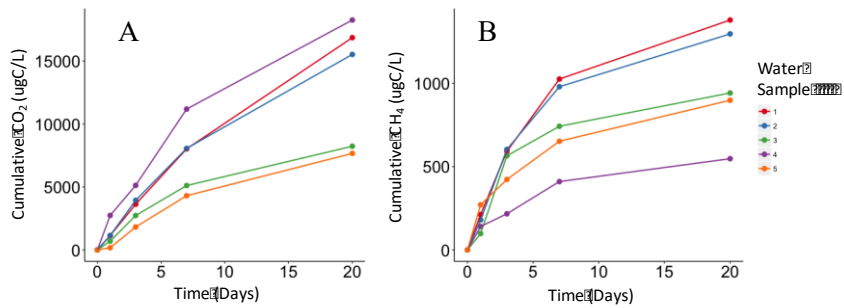 A
15000
10000
5000
0
0 5 10 15 20
Cumulative CO₂ (ugC/L)
Time (Days)
B
1000
500
0
0 5 10 15 20
Cumulative CH₄ (ugC/L)
Time (Days)
Water
Sample
1
2
3
4
5